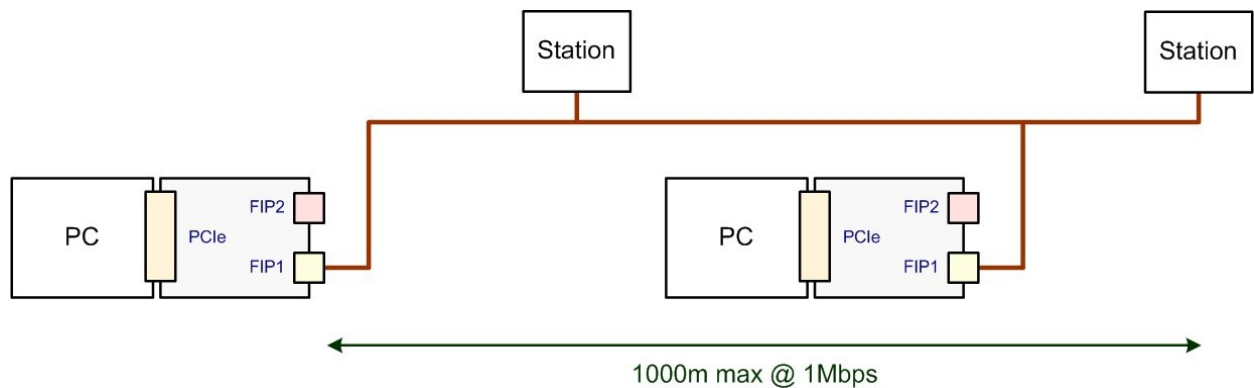 Station
Station
FIP2
FIP2
PC
PCIe
PC
PCIe
FIP1
FIP1
1000m max @ 1Mbps